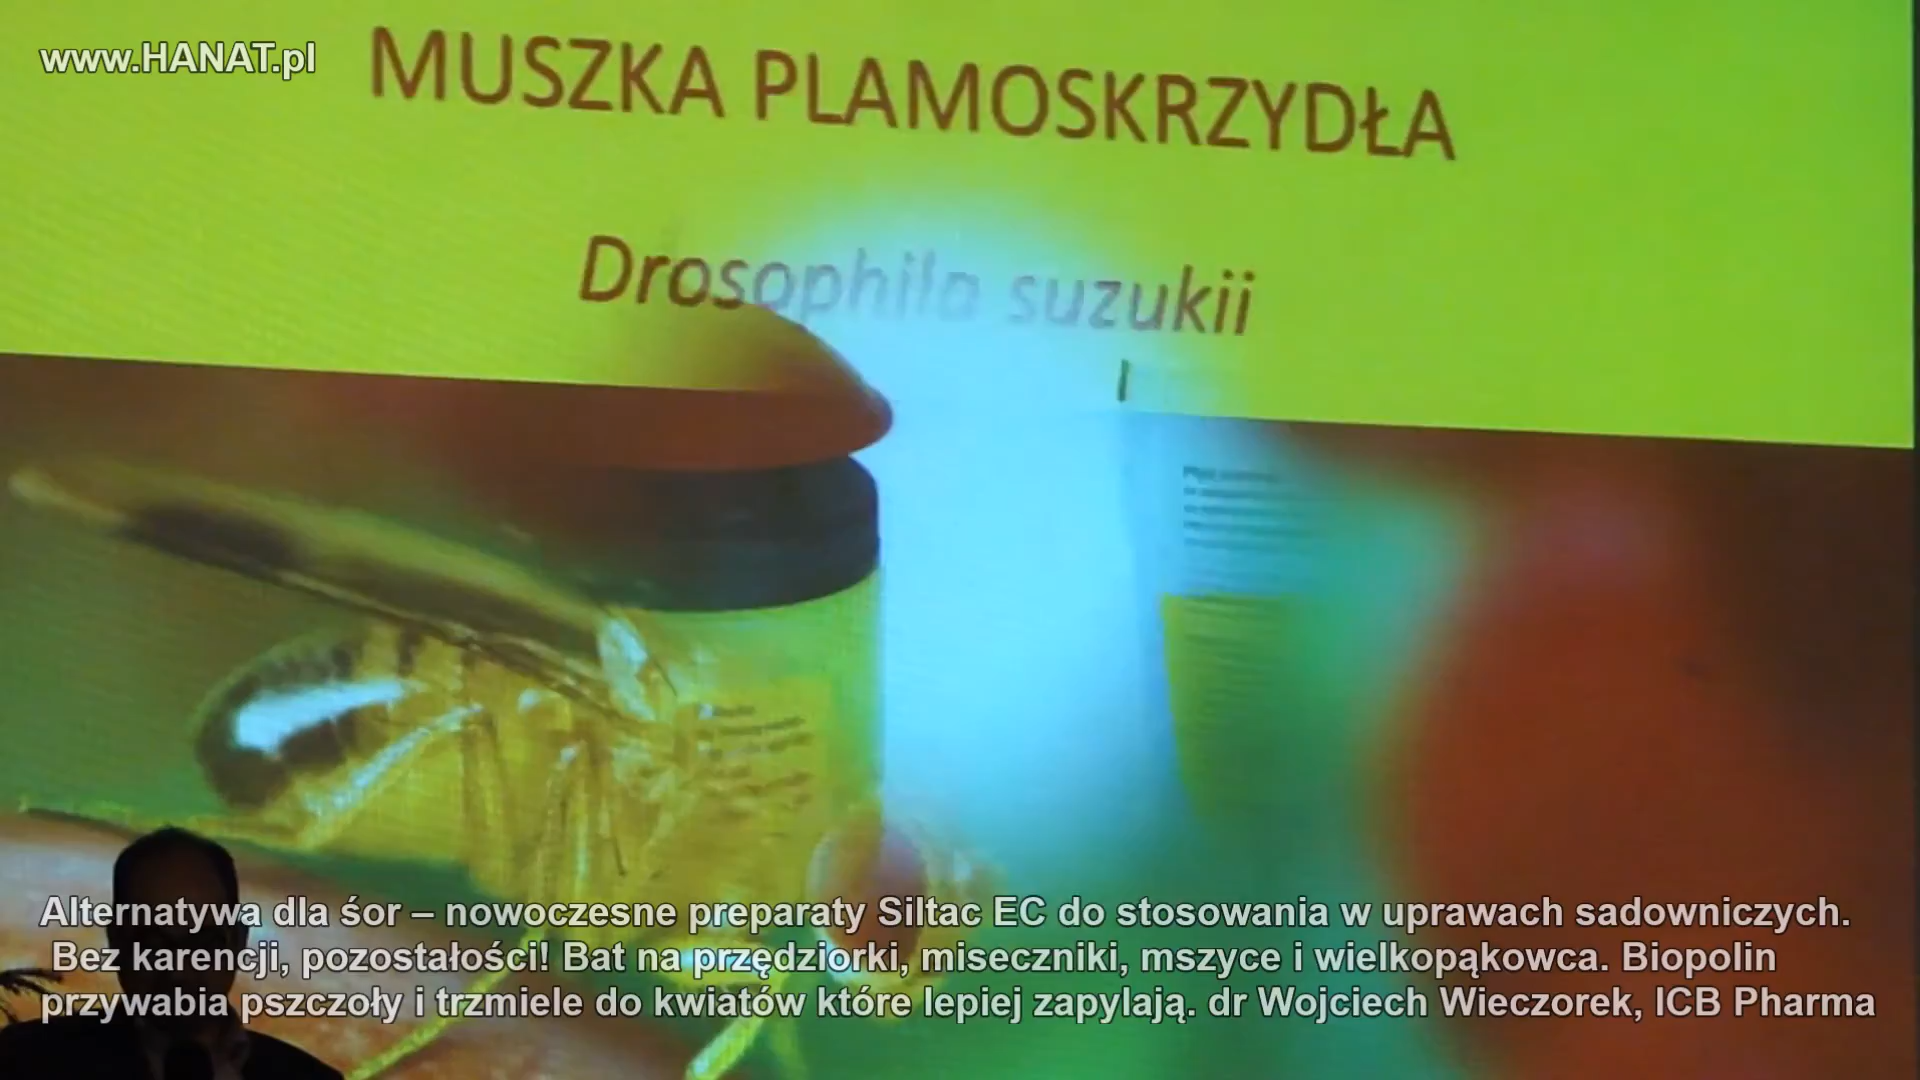 www.HANAT.pl
MUSZKA PLAMOSKRZYDŁA
Drosophila suzukii
Alternatywa dla śor – nowoczesne preparaty Siltac EC do stosowania w uprawach sadowniczych.
Bez karencji, pozostałości! Bat na przędziorki, miseczniki, mszyce i wielkopąkowca. Biopolin
przywabia pszczoły i trzmiele do kwiatów które lepiej zapylają. dr Wojciech Wieczorek, ICB Pharma